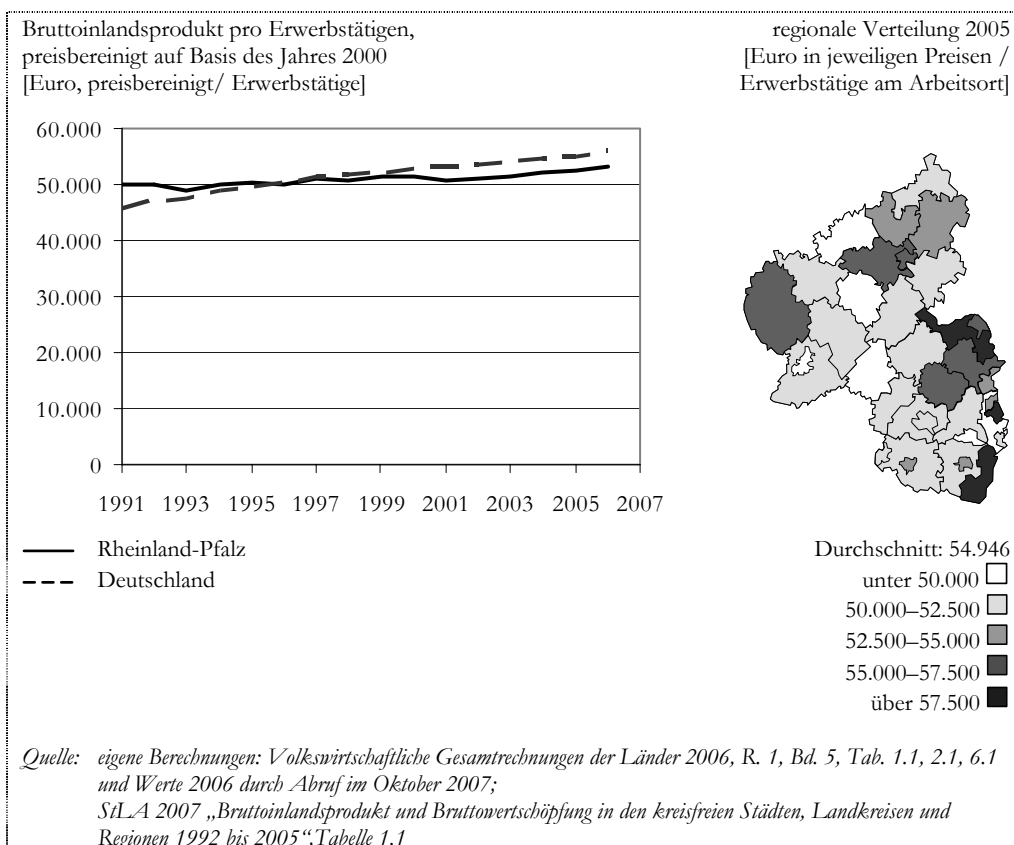 Bruttoinlandsprodukt pro Erwerbstätigen,
preisbereinigt auf Basis des Jahres 2000
[Euro, preisbereinigt/ Erwerbstätige]
regionale Verteilung 2005
[Euro in jeweiligen Preisen /
Erwerbstätige am Arbeitsort]
60.000
50.000
40.000
30.000
20.000
10.000
0
1991 1993 1995 1997 1999 2001 2003 2005 2007
Rheinland-Pfalz
Deutschland
Durchschnitt: 54.946
unter 50.000
50.000–52.500
52.500–55.000
55.000–57.500
über 57.500
Quelle: eigene Berechnungen: Volkswirtschaftliche Gesamtrechnungen der Länder 2006, R. 1, Bd. 5, Tab. 1.1, 2.1, 6.1
und Werte 2006 durch Abruf im Oktober 2007;
StLA 2007 „Bruttoinlandsprodukt und Bruttowertschöpfung in den kreisfreien Städten, Landkreisen und
Regionen 1992 bis 2005“,Tabelle 1.1